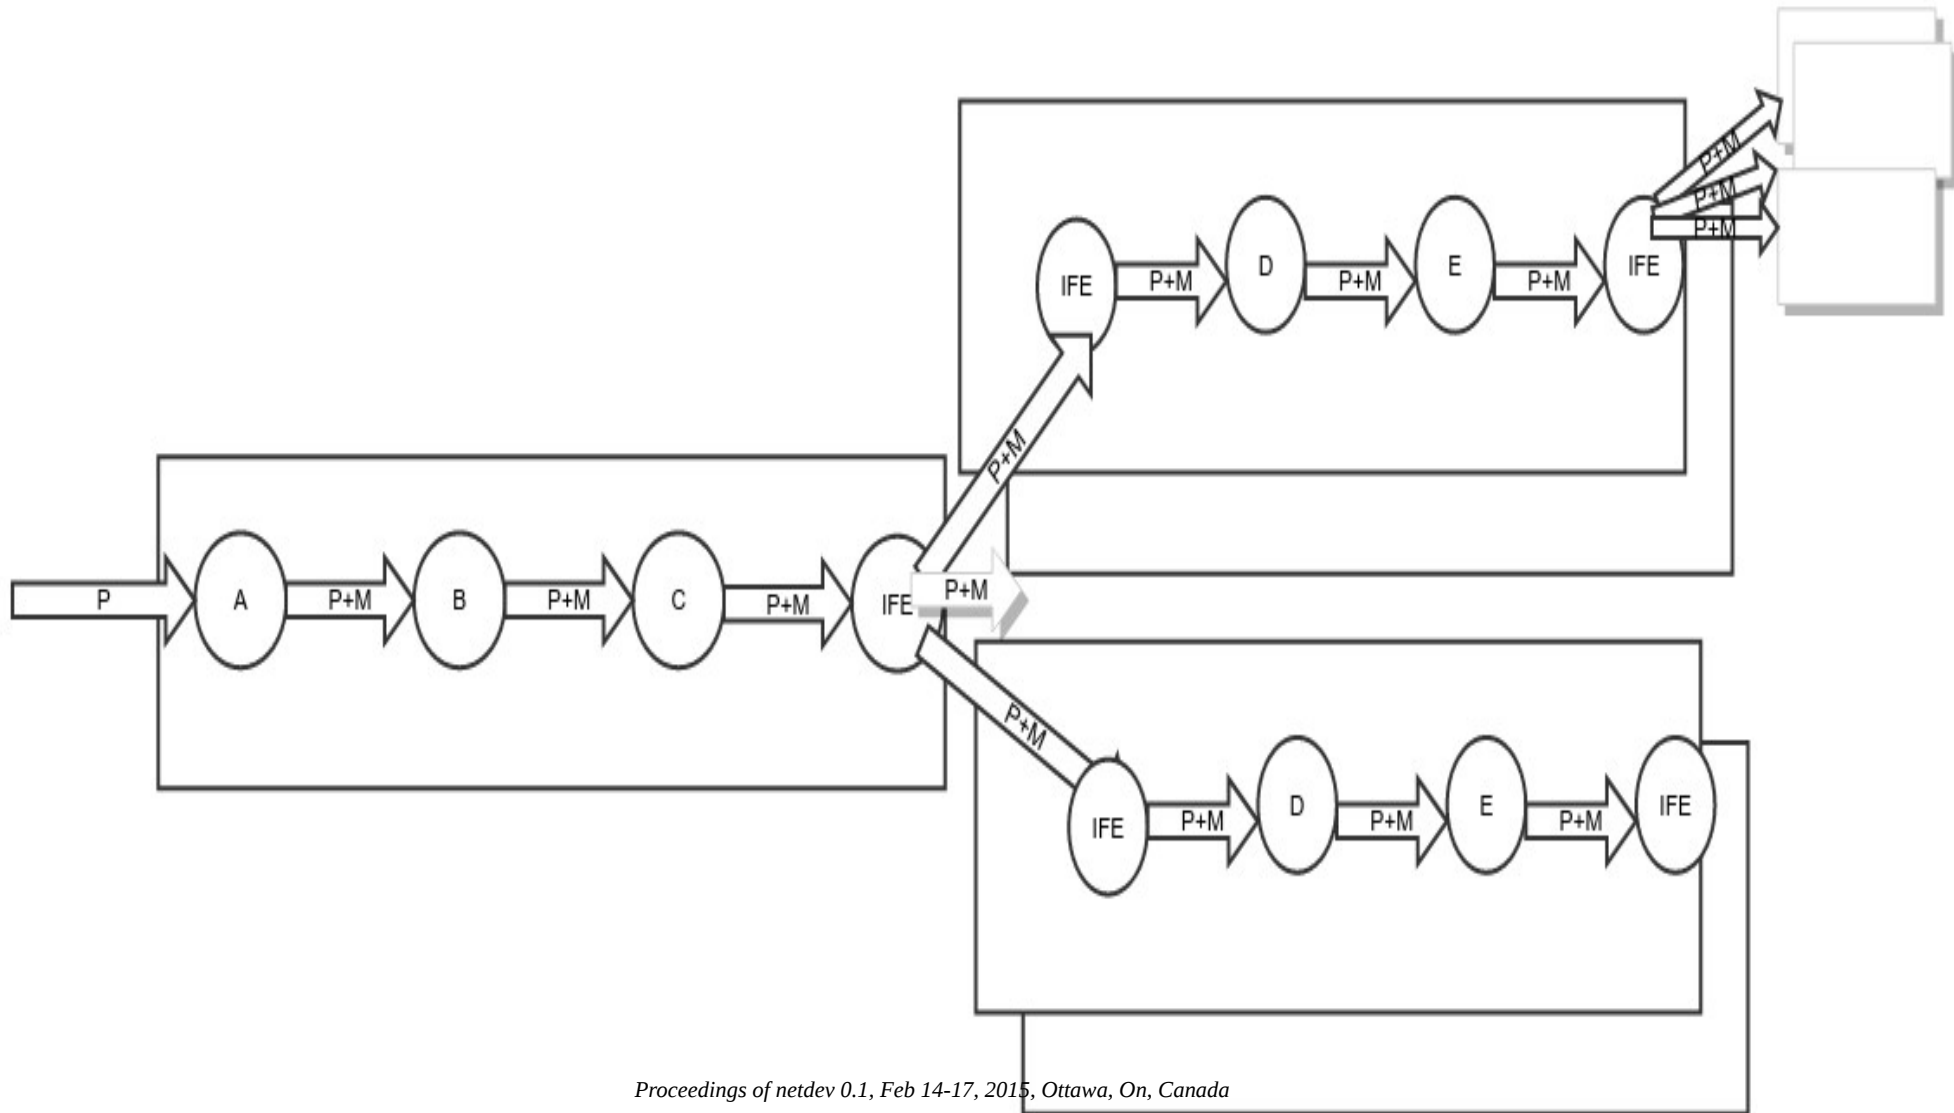 P+M
P+M
P+M
IFE
P+M
D
P+M
E
P+M
IFE
P+M
P
A
P+M
B
P+M
C
P+M
IFE
P+M
P+M
IFE
P+M
D
P+M
E
P+M
IFE
Proceedings of netdev 0.1, Feb 14-17, 2015, Ottawa, On, Canada